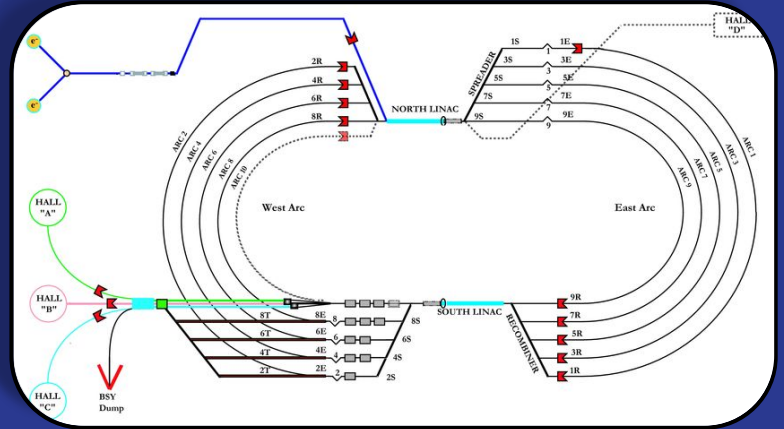 HALL
"D"
e-
e-
1S
1
1E
3S
3
3E
5S
5
5E
7S
7
7E
9S
9
9E
SPREADER
2R
4R
6R
8R
NORTH LINAC
ARC 2
ARC 4
ARC 6
ARC 8
ARC 10
ARC 1
ARC 3
ARC 5
ARC 7
ARC 9
West Arc
East Arc
HALL
"A"
HALL
"B"
HALL
"C"
BSY
Dump
8T
8E
8
8S
6T
6E
6
6S
4T
4E
4
4S
2T
2E
2
2S
SOUTH LINAC
RECOMBINER
9R
7R
5R
3R
1R